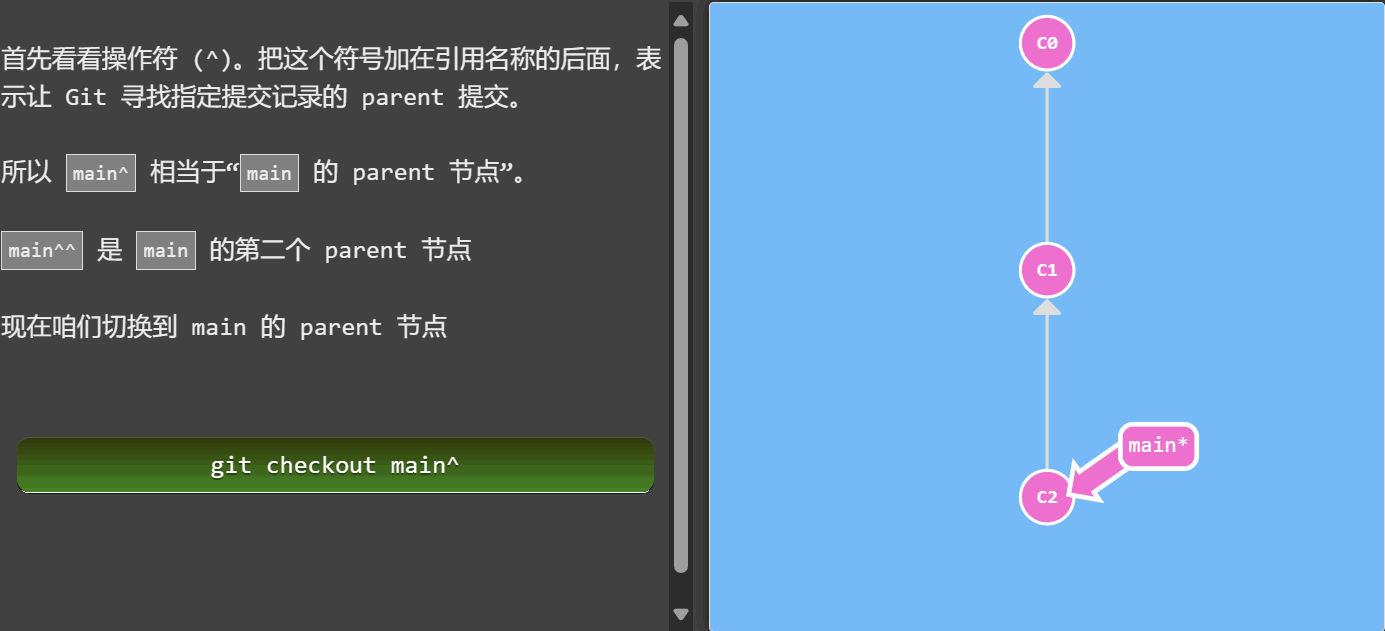 首先看看操作符 (^)。把这个符号加在引用名称的后面，表
示让 Git 寻找指定提交记录的 parent 提交。
所以 main^ 相当于“main 的 parent 节点”。
main^^ 是 main 的第二个 parent 节点
现在咱们切换到 main 的 parent 节点
git checkout main^
C0
C1
main*
C2